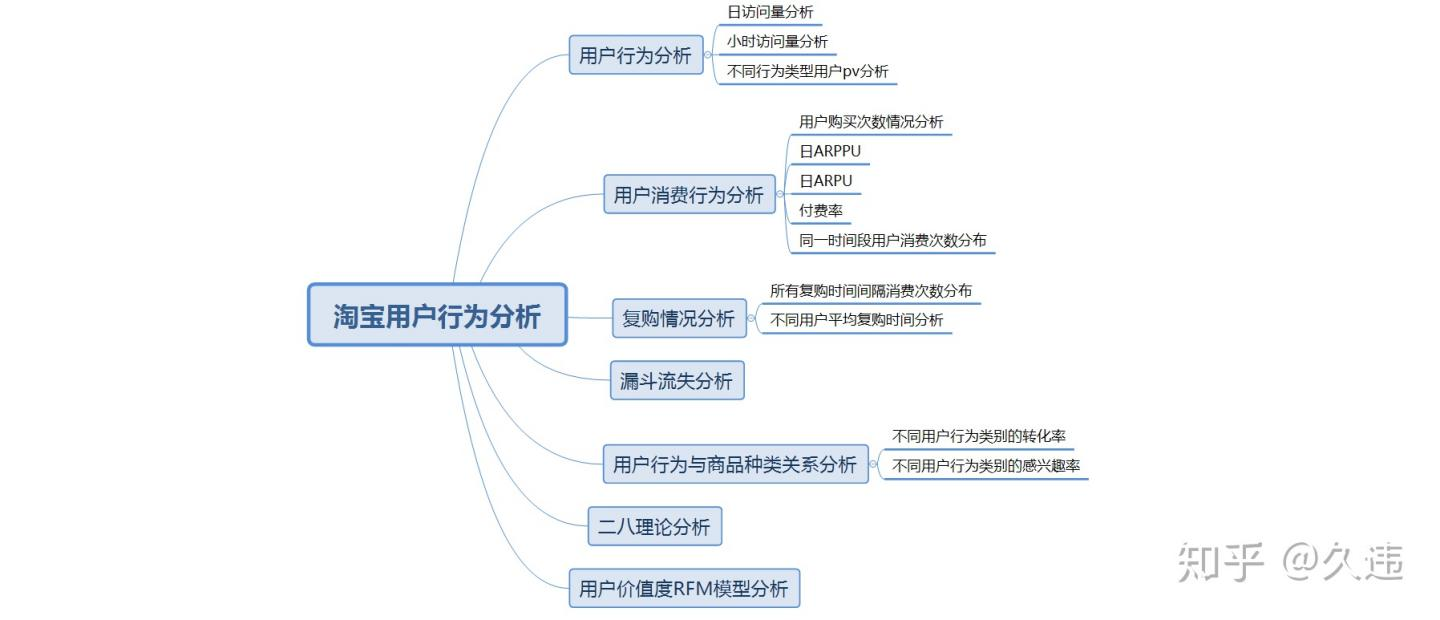 淘宝用户行为分析
用户行为分析
日访问量分析
小时访问量分析
不同行为类型用户pv分析
用户消费行为分析
用户购买次数情况分析
日ARPPU
日ARPU
付费率
同一时间段用户消费次数分布
复购情况分析
所有复购时间间隔消费次数分布
不同用户平均复购时间分析
漏斗流失分析
用户行为与商品种类关系分析
不同用户行为类别的转化率
不同用户行为类别的感兴趣率
二八理论分析
用户价值度RFM模型分析
知乎 @久违